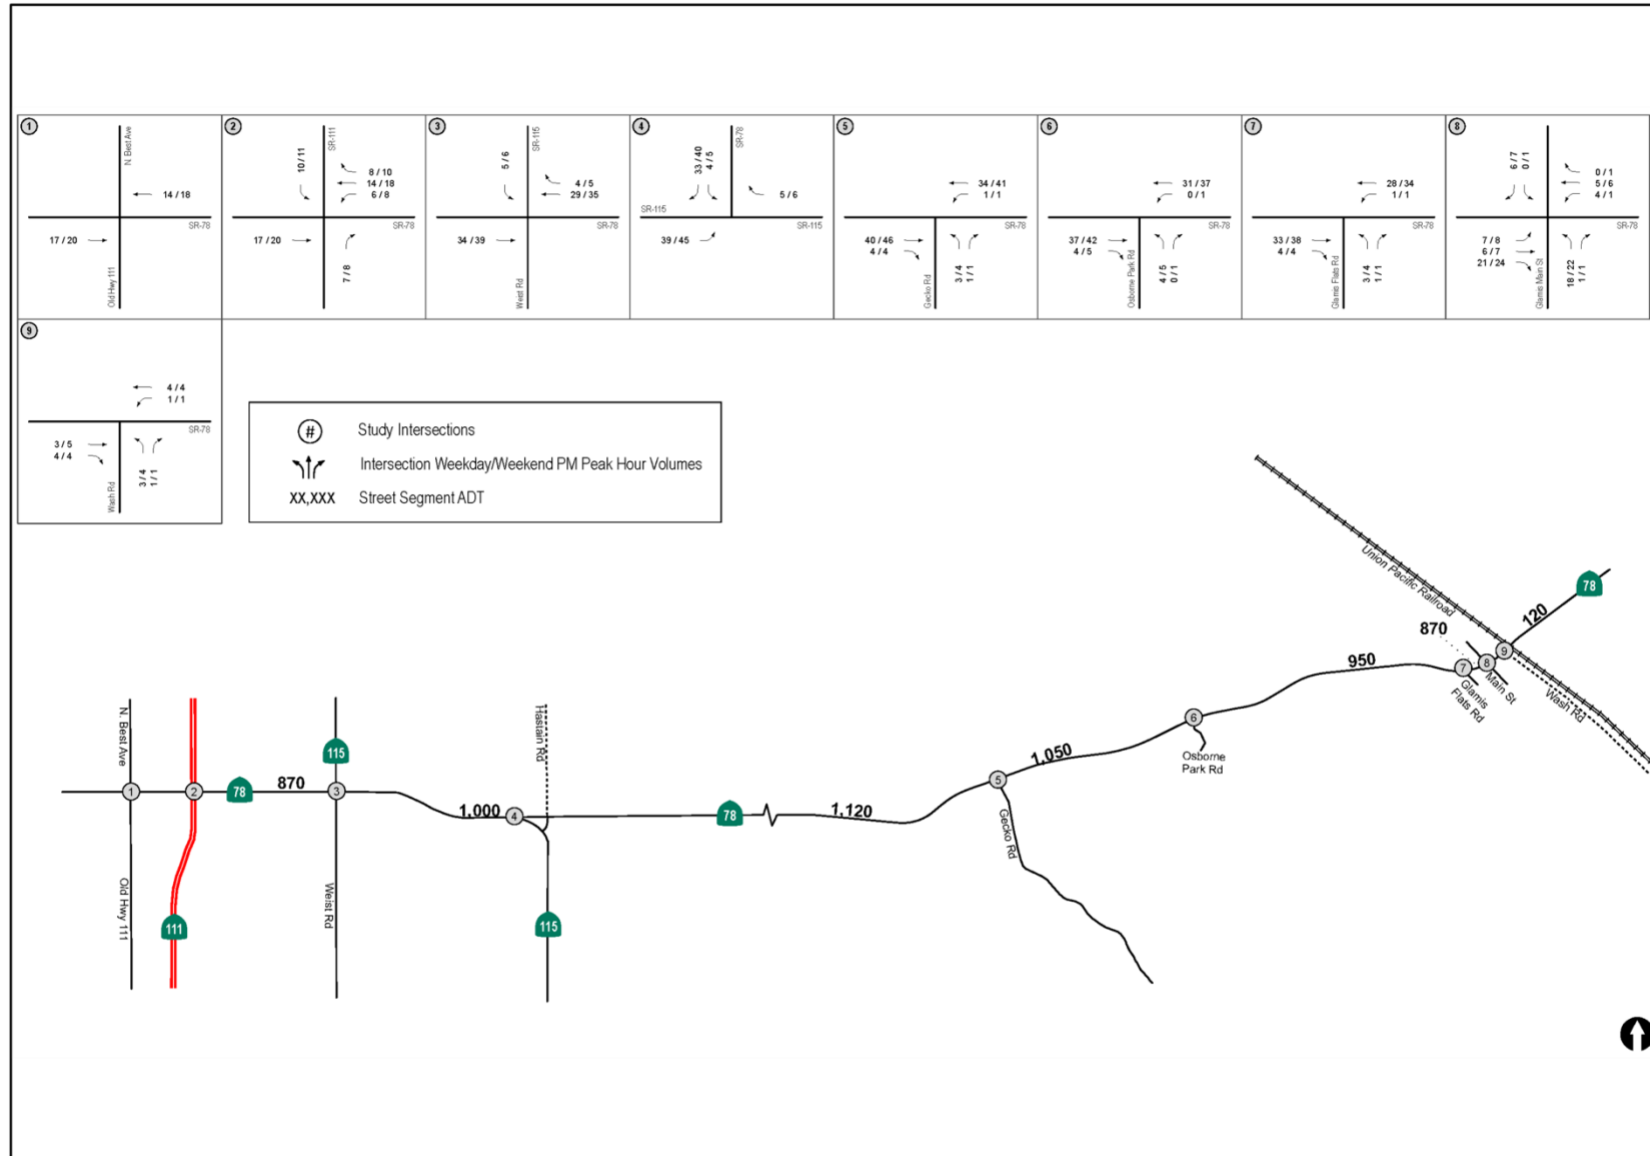 1
N. Best Ave
14 / 18
SR-78
17 / 20
Old Hwy 111
2
SR-111
10 / 11
8 / 10
14 / 18
6 / 8
SR-78
17 / 20
7 / 8
3
SR-115
5 / 6
4 / 5
29 / 35
SR-78
34 / 39
Weist Rd
4
SR-78
33 / 40
4 / 5
5 / 6
SR-115
SR-115
39 / 45
5
34 / 41
1 / 1
SR-78
40 / 46
4 / 4
Gecko Rd
3 / 4
1 / 1
6
31 / 37
0 / 1
SR-78
37 / 42
4 / 5
Osborne Park Rd
4 / 5
0 / 1
7
28 / 34
1 / 1
SR-78
33 / 38
4 / 4
Glamis Flats Rd
3 / 4
1 / 1
8
6 / 7
0 / 1
0 / 1
5 / 6
4 / 1
SR-78
7 / 8
6 / 7
21 / 24
Glamis Main St
18 / 22
1 / 1
9
4 / 4
1 / 1
SR-78
3 / 5
4 / 4
Wash Rd
3 / 4
1 / 1
# Study Intersections
Intersection Weekday/Weekend PM Peak Hour Volumes
XX,XXX Street Segment ADT
Union Pacific Railroad
78
120
870
9
8
7
950
Main St
Glamis
Flats Rd
Wash Rd
6
Osborne
Park Rd
1,050
5
Gecko Rd
N. Best Ave
115
Hastain Rd
1
2
78
870
3
1,000
4
78
1,120
Old Hwy 111
111
Weist Rd
115